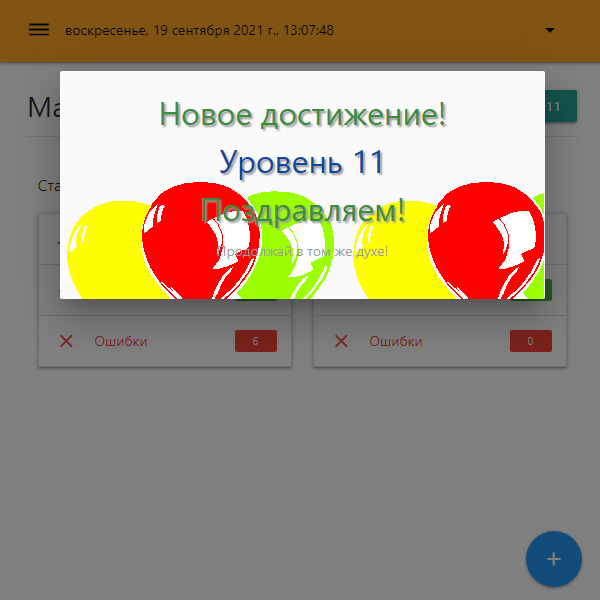 воскресенье, 19 сентября 2021 г., 13:07:48
Ма
11
Новое достижение!
Уровень 11
Поздравляем!
Продолжай в том же духе!
Ста
Ошибки 6
Ошибки 0